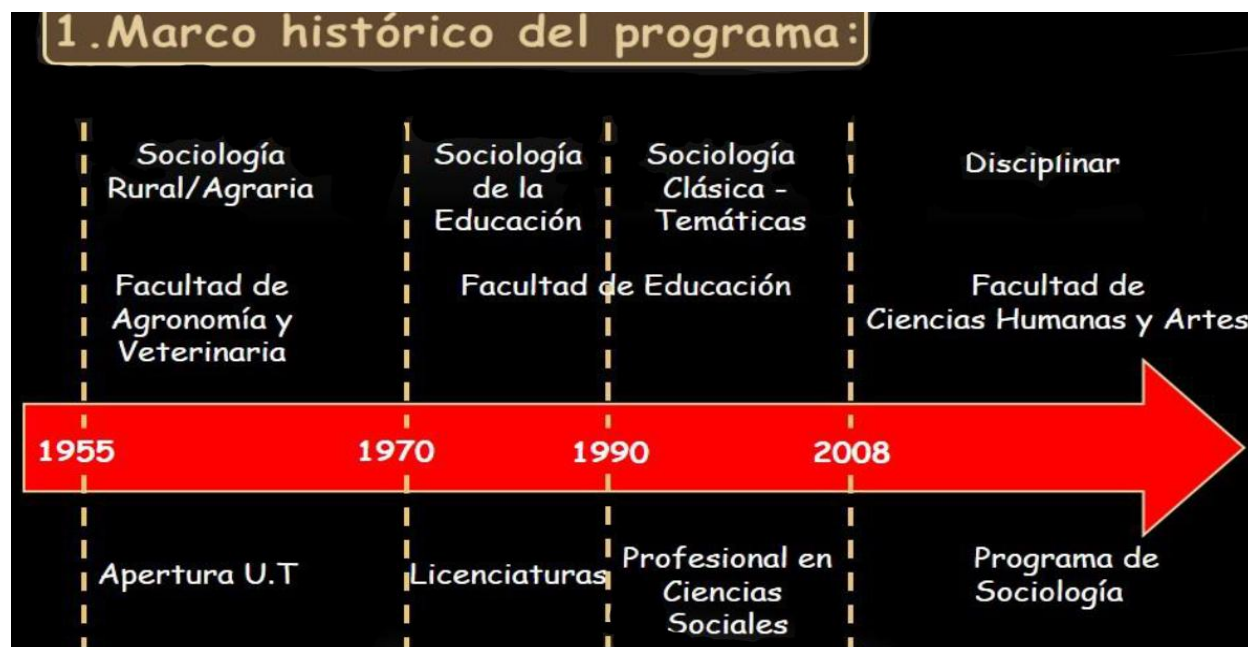 1.Marco histórico del programa:
Sociología
Rural/Agraria
Sociología
de la
Educación
Sociología
Clásica -
Temáticas
Disciplinar
Facultad de
Agronomía y
Veterinaria
Facultad de Educación
Facultad de
Ciencias Humanas y Artes
1955
1970
1990
2008
Apertura U.T
Licenciaturas
Profesional en
Ciencias
Sociales
Programa de
Sociología